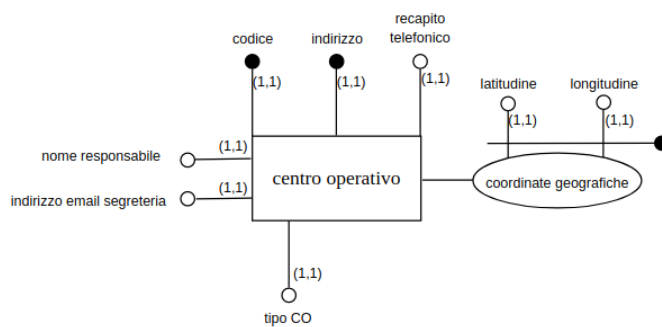 recapito
codice
indirizzo
telefonico
(1,1)
(1,1)
(1,1)
latitudine
longitudine
(1,1)
(1,1)
nome responsabile
(1,1)
centro operativo
coordinate geografiche
indirizzo email segreteria
(1,1)
(1,1)
tipo CO